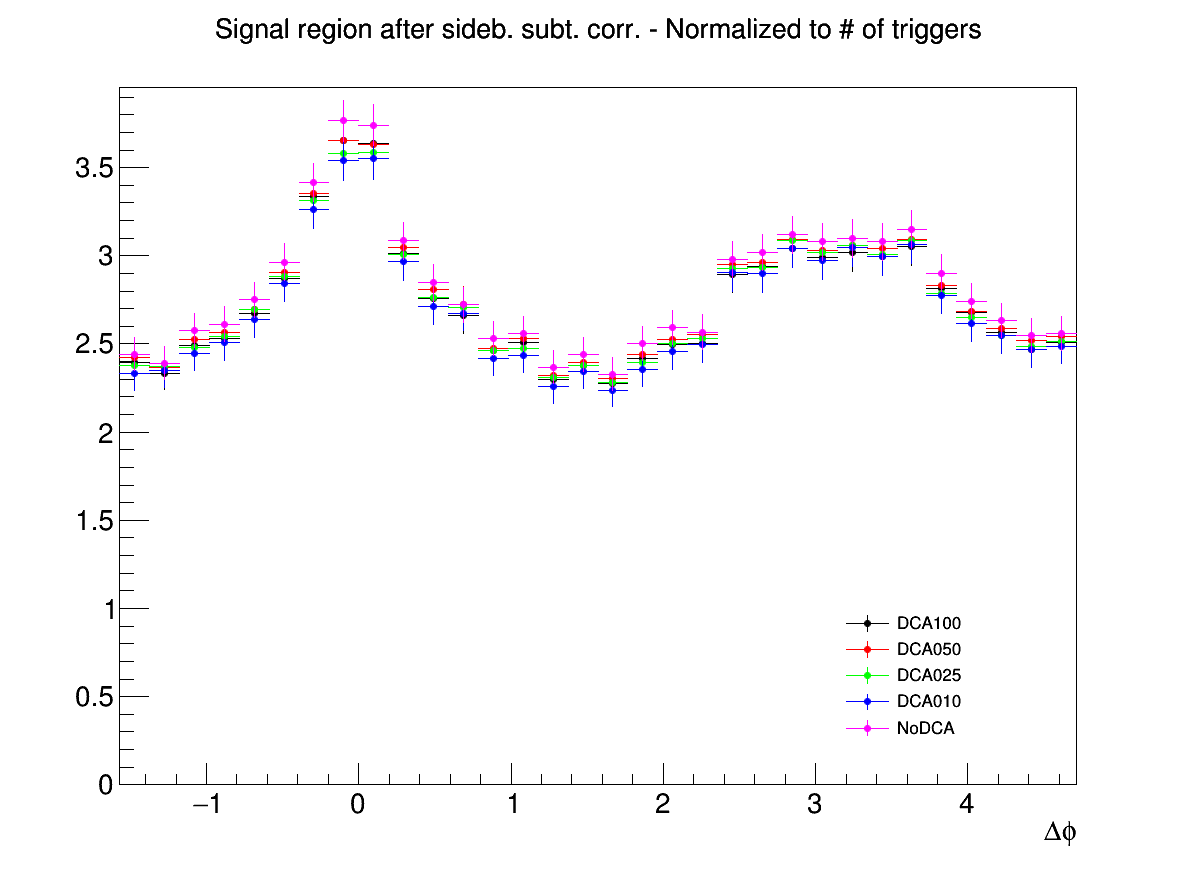 Signal region after sideb. subt. corr. - Normalized to # of triggers
3.5
3
2.5
2
1.5
1
0.5
0
DCA100
DCA050
DCA025
DCA010
NoDCA
−1 0 1 2 3 4
Δϕ